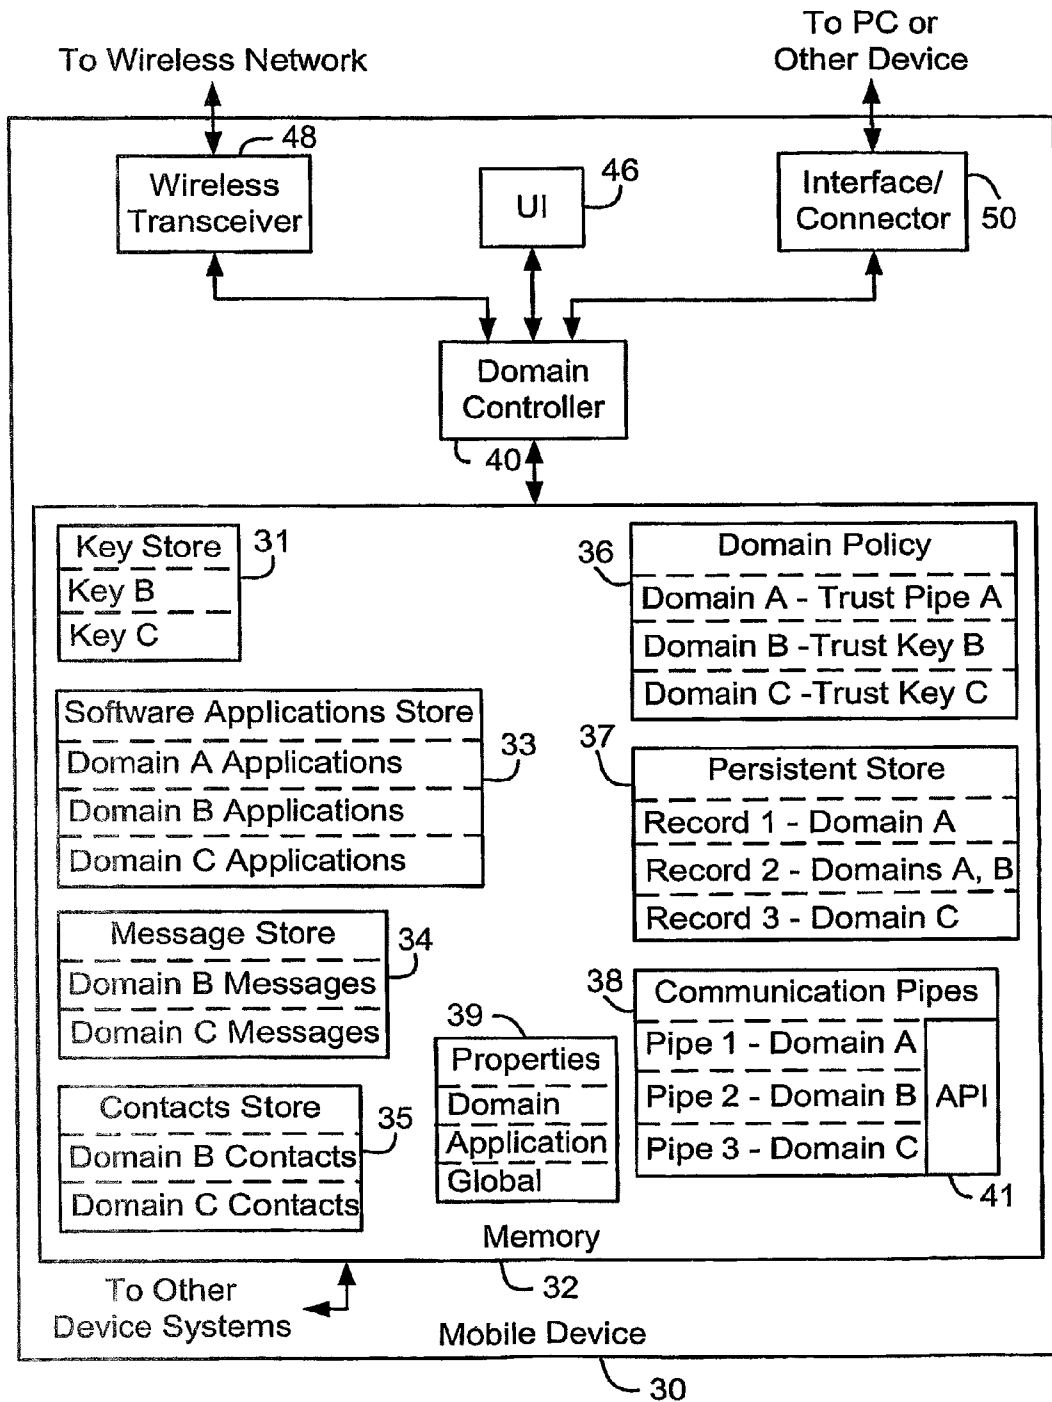 To Wireless Network
To PC or
Other Device
48
Wireless
Transceiver
UI
46
Interface/
Connector
50
Domain
Controller
40
Key Store
Key B
Key C
31
36
Domain Policy
Domain A - Trust Pipe A
Domain B -Trust Key B
Domain C -Trust Key C
Software Applications Store
Domain A Applications
Domain B Applications
Domain C Applications
33
37
Persistent Store
Record 1 - Domain A
Record 2 - Domains A, B
Record 3 - Domain C
Message Store
Domain B Messages
Domain C Messages
34
38
Communication Pipes
Pipe 1 - Domain A
Pipe 2 - Domain B
Pipe 3 - Domain C
API
41
39
Properties
Domain
Application
Global
Contacts Store
Domain B Contacts
Domain C Contacts
35
Memory
32
To Other
Device Systems
Mobile Device
30